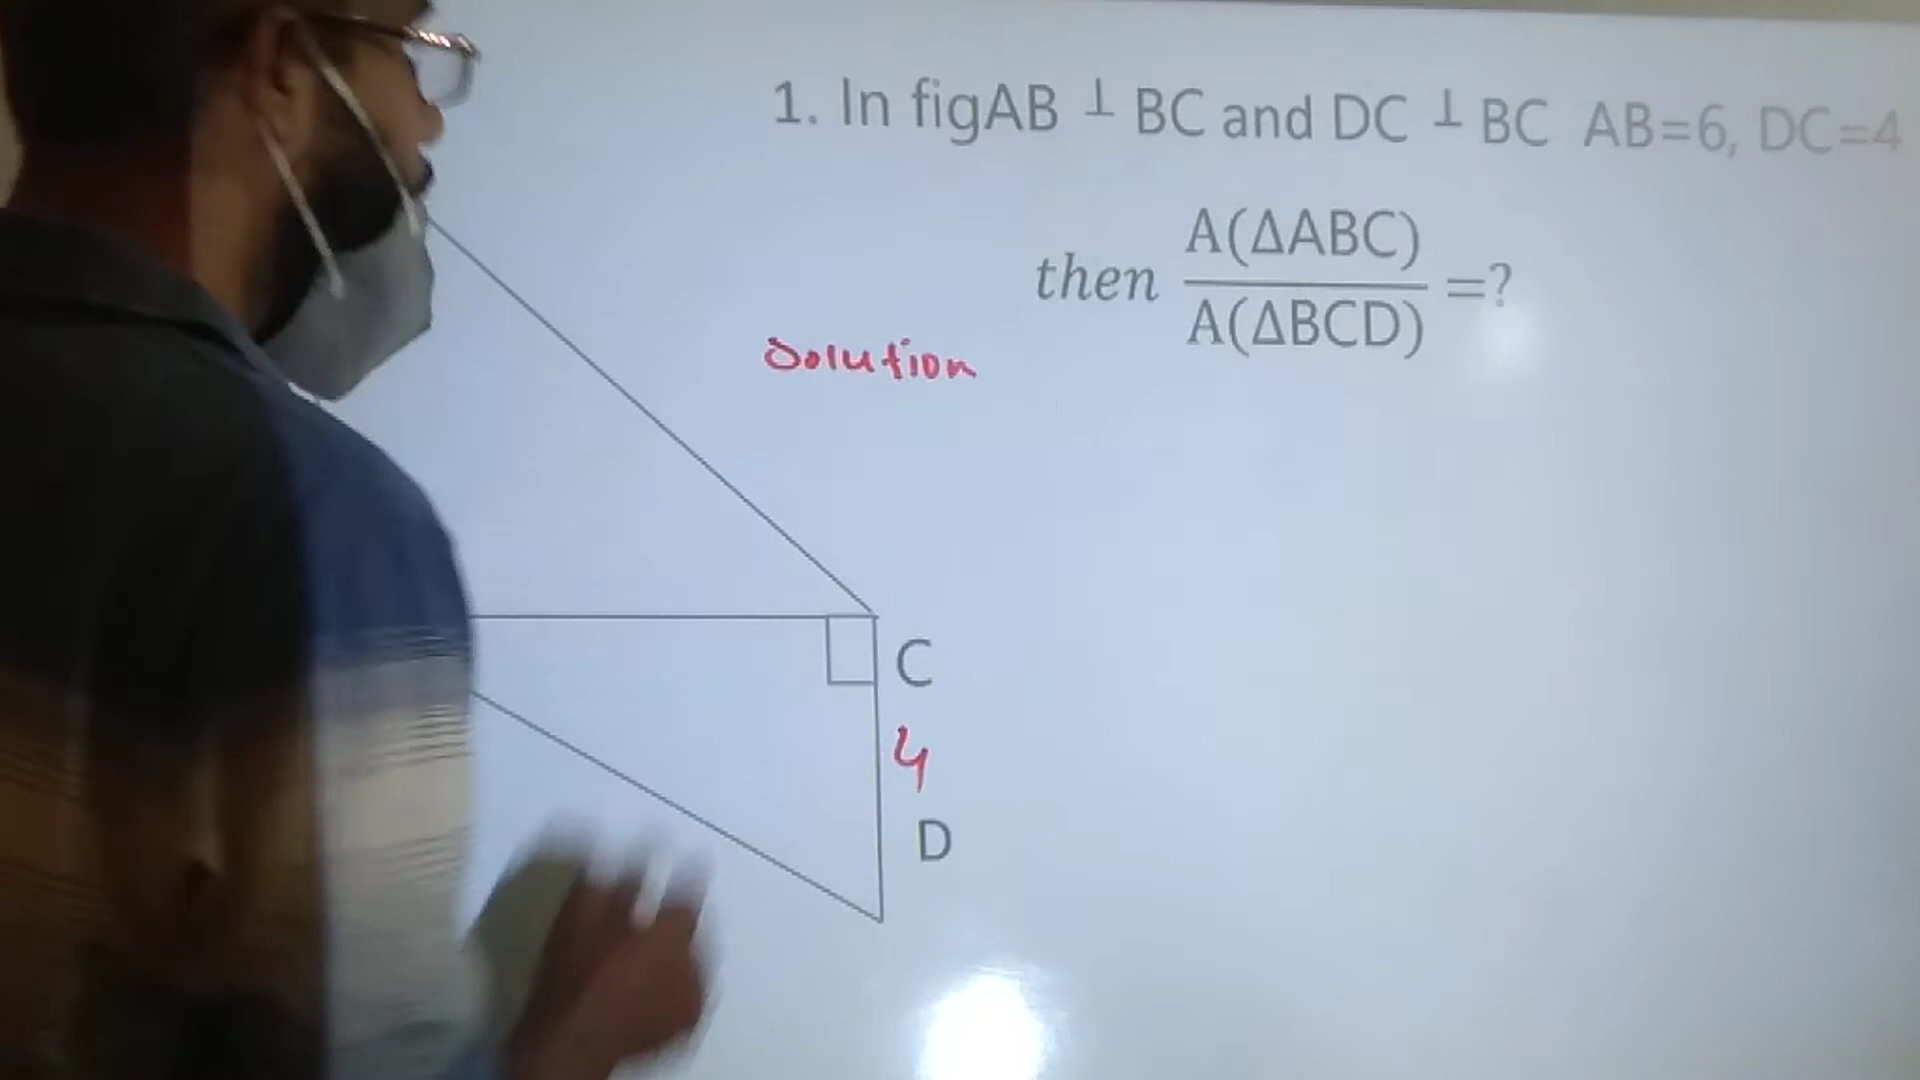 1. In figAB ⊥ BC and DC ⊥ BC AB=6, DC=4
then A(ΔABC)/A(ΔBCD) =?
Solution
C
4
D